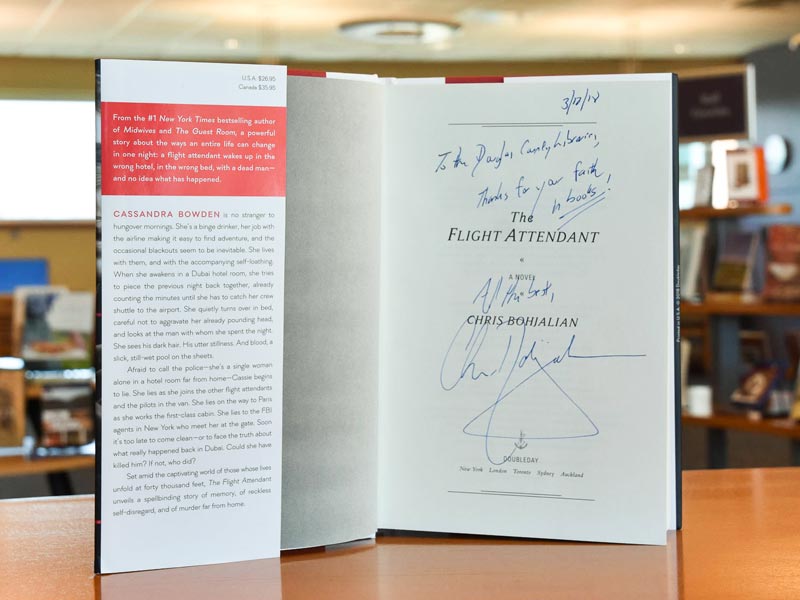 U.S.A. $26.95
Canada $35.95
From the #1 New York Times bestselling author
of Midwives and The Guest Room, a powerful
story about the ways an entire life can change
in one night: a flight attendant wakes up in the
wrong hotel, in the wrong bed, with a dead man—
and no idea what has happened.
CASSANDRA BOWDEN is no stranger to
hungover mornings. She's a binge drinker, her job with
the airline making it easy to find adventure, and the
occasional blackouts seem to be inevitable. She lives
with them, and with the accompanying self-loathing.
When she awakens in a Dubai hotel room, she tries
to piece the previous night back together, already
counting the minutes until she has to catch her crew
shuttle to the airport. She quietly turns over in bed,
careful not to aggravate her already pounding head,
and looks at the man with whom she spent the night.
She sees his dark hair. His utter stillness. And blood, a
slick, still-wet pool on the sheets.
Afraid to call the police—she's a single woman
alone in a hotel room far from home—Cassie begins
to lie. She lies as she joins the other flight attendants
and the pilots in the van. She lies on the way to Paris
as she works the first-class cabin. She lies to the FBI
agents in New York who meet her at the gate. Soon
it's too late to come clean—or to face the truth about
what really happened back in Dubai. Could she have
killed him? If not, who did?
Set amid the captivating world of those whose lives
unfold at forty thousand feet, The Flight Attendant
unveils a spellbinding story of memory, of reckless
self-disregard, and of murder far from home.
3/12/18
To the Douglas County Libraries,
Thanks for your faith
in books!
The
FLIGHT ATTENDANT
A NOVEL
All the best,
CHRIS BOHJALIAN
Chris Bohjalian
DOUBLEDAY
New York London Toronto Sydney Auckland